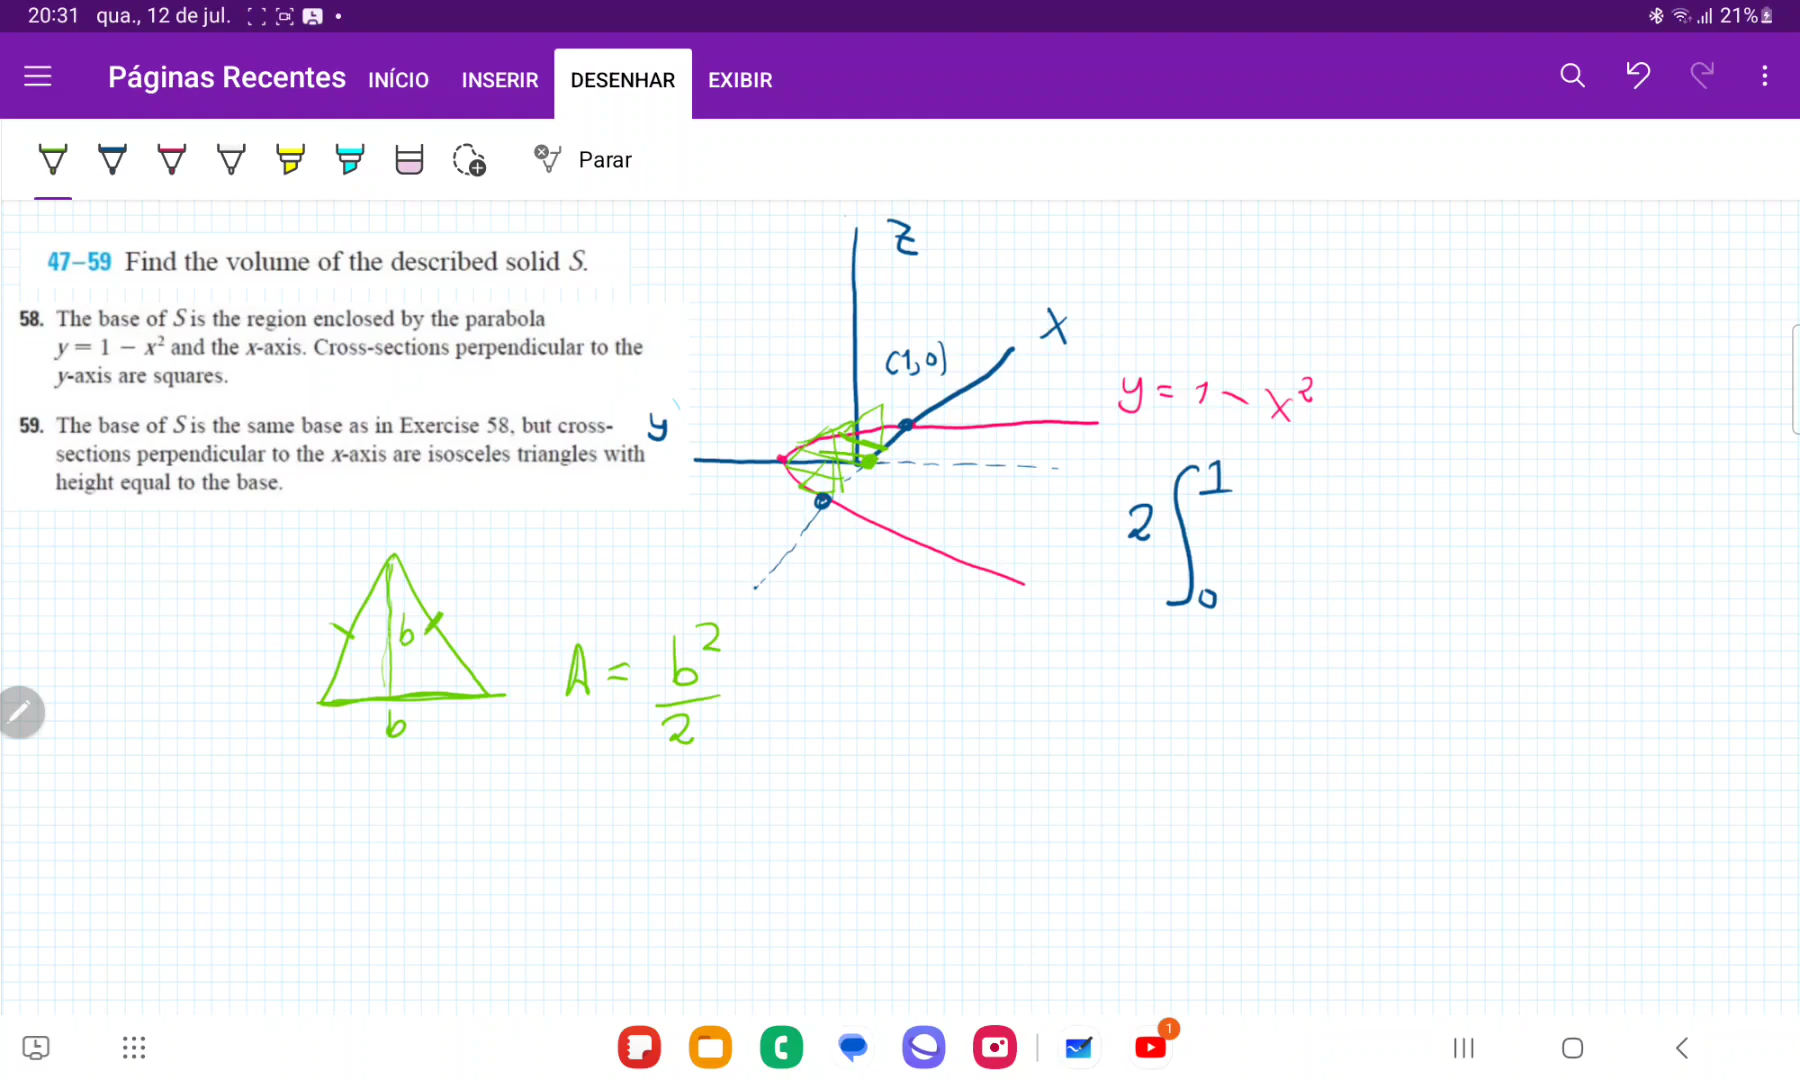 20:31 qua., 12 de jul.
21%
Páginas Recentes INÍCIO INSERIR DESENHAR EXIBIR
Parar
47–59 Find the volume of the described solid S.
58. The base of S is the region enclosed by the parabola
y = 1 − x² and the x-axis. Cross-sections perpendicular to the
y-axis are squares.
59. The base of S is the same base as in Exercise 58, but cross-
sections perpendicular to the x-axis are isosceles triangles with
height equal to the base.
z
x
(1,0)
y = 1 - x²
y
2 ∫₀¹
b
b
A = b²/2
1